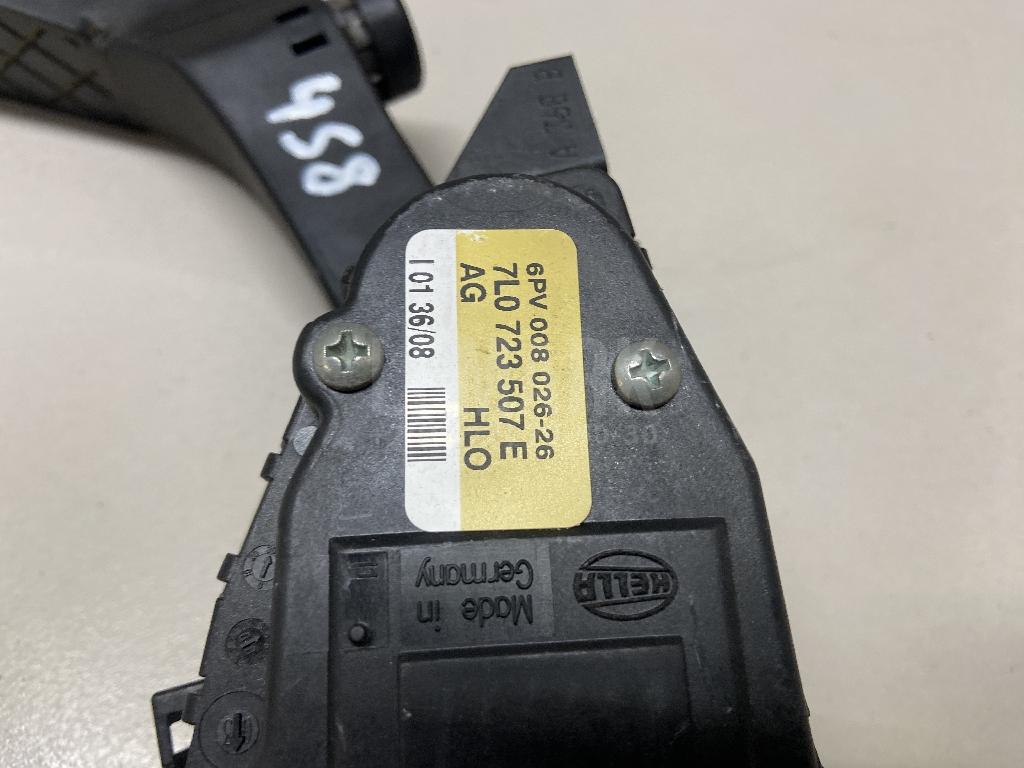 458
6PV 008 026-26
7L0 723 507 E
AG HLO
I 01 36/08
HELLA
Made in
Germany